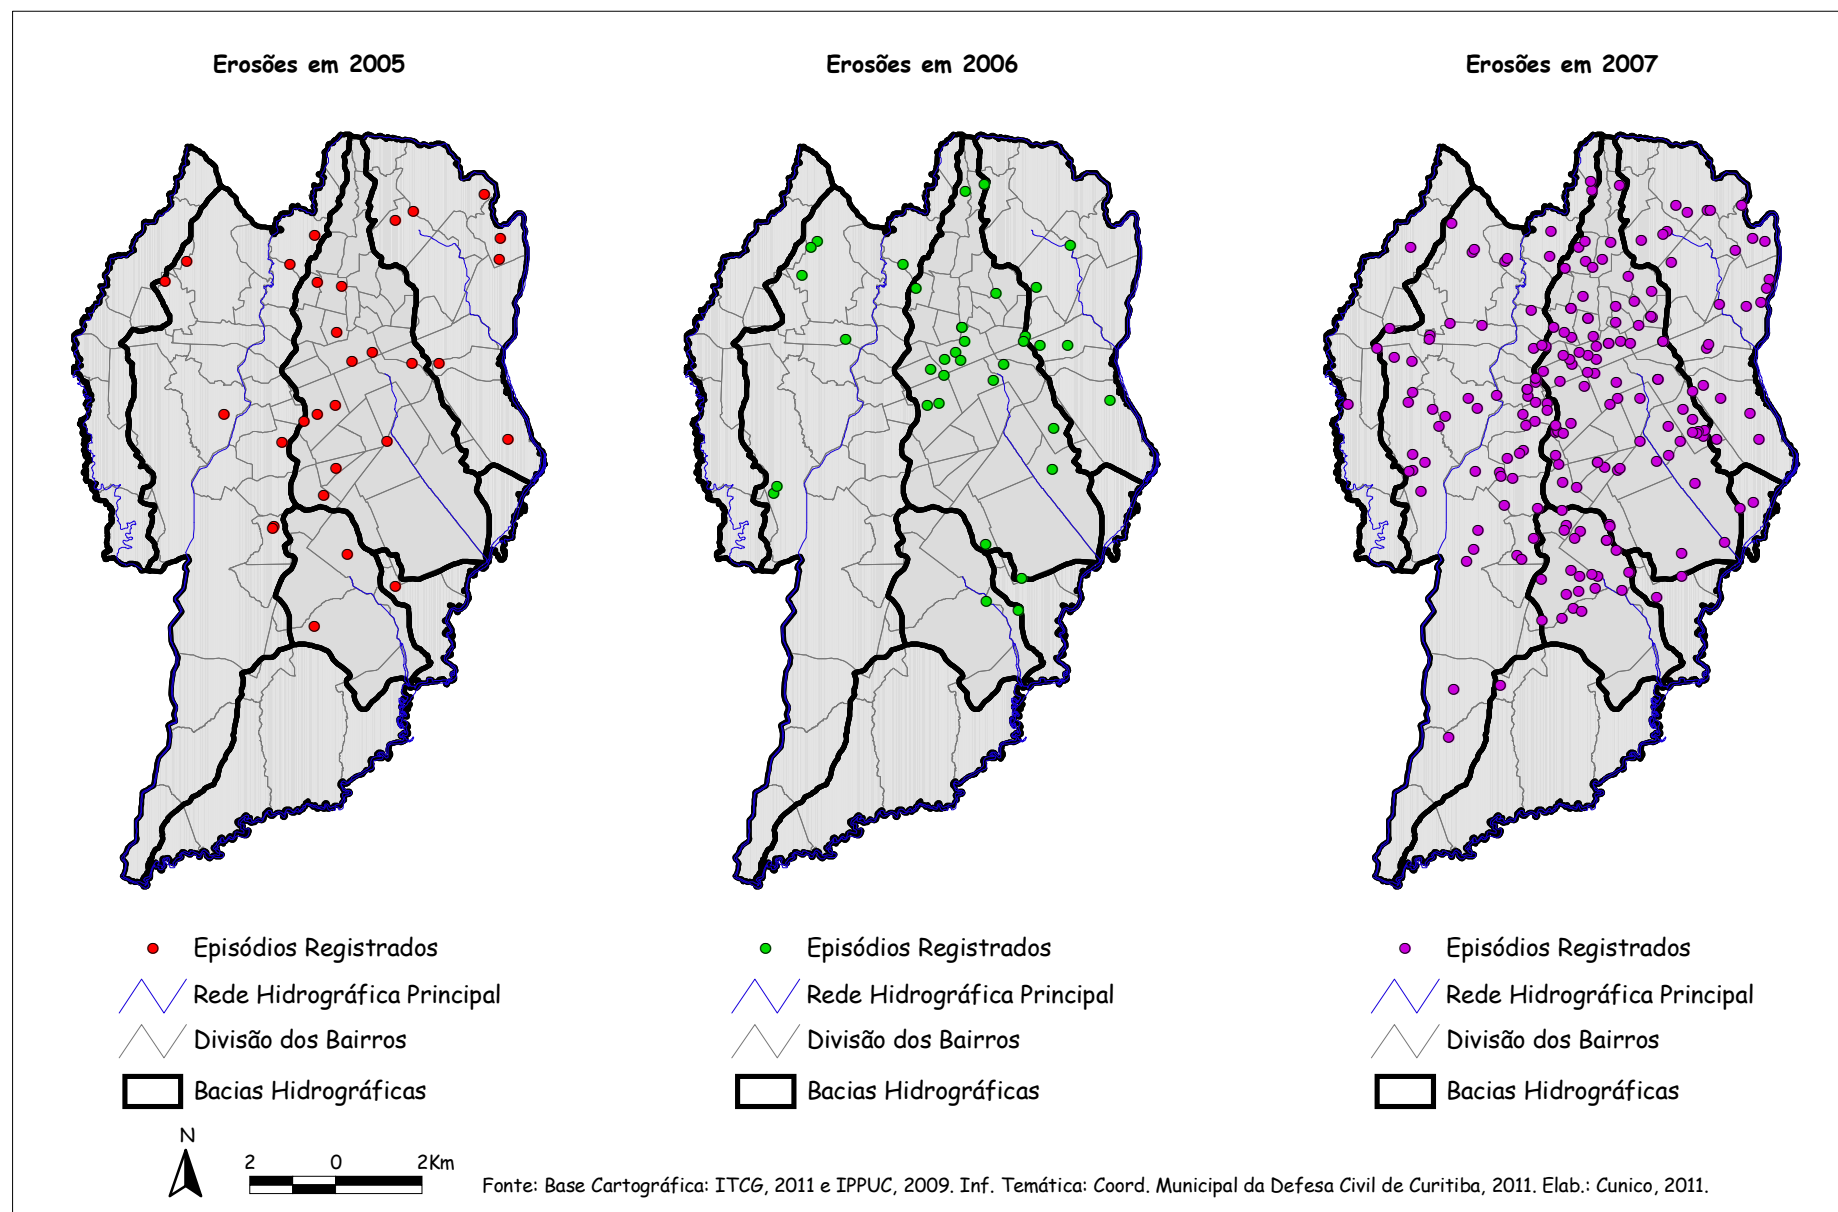 Erosões em 2005
Erosões em 2006
Erosões em 2007
Episódios Registrados
Rede Hidrográfica Principal
Divisão dos Bairros
Bacias Hidrográficas
Episódios Registrados
Rede Hidrográfica Principal
Divisão dos Bairros
Bacias Hidrográficas
Episódios Registrados
Rede Hidrográfica Principal
Divisão dos Bairros
Bacias Hidrográficas
N
2 0 2Km
Fonte: Base Cartográfica: ITCG, 2011 e IPPUC, 2009. Inf. Temática: Coord. Municipal da Defesa Civil de Curitiba, 2011. Elab.: Cunico, 2011.